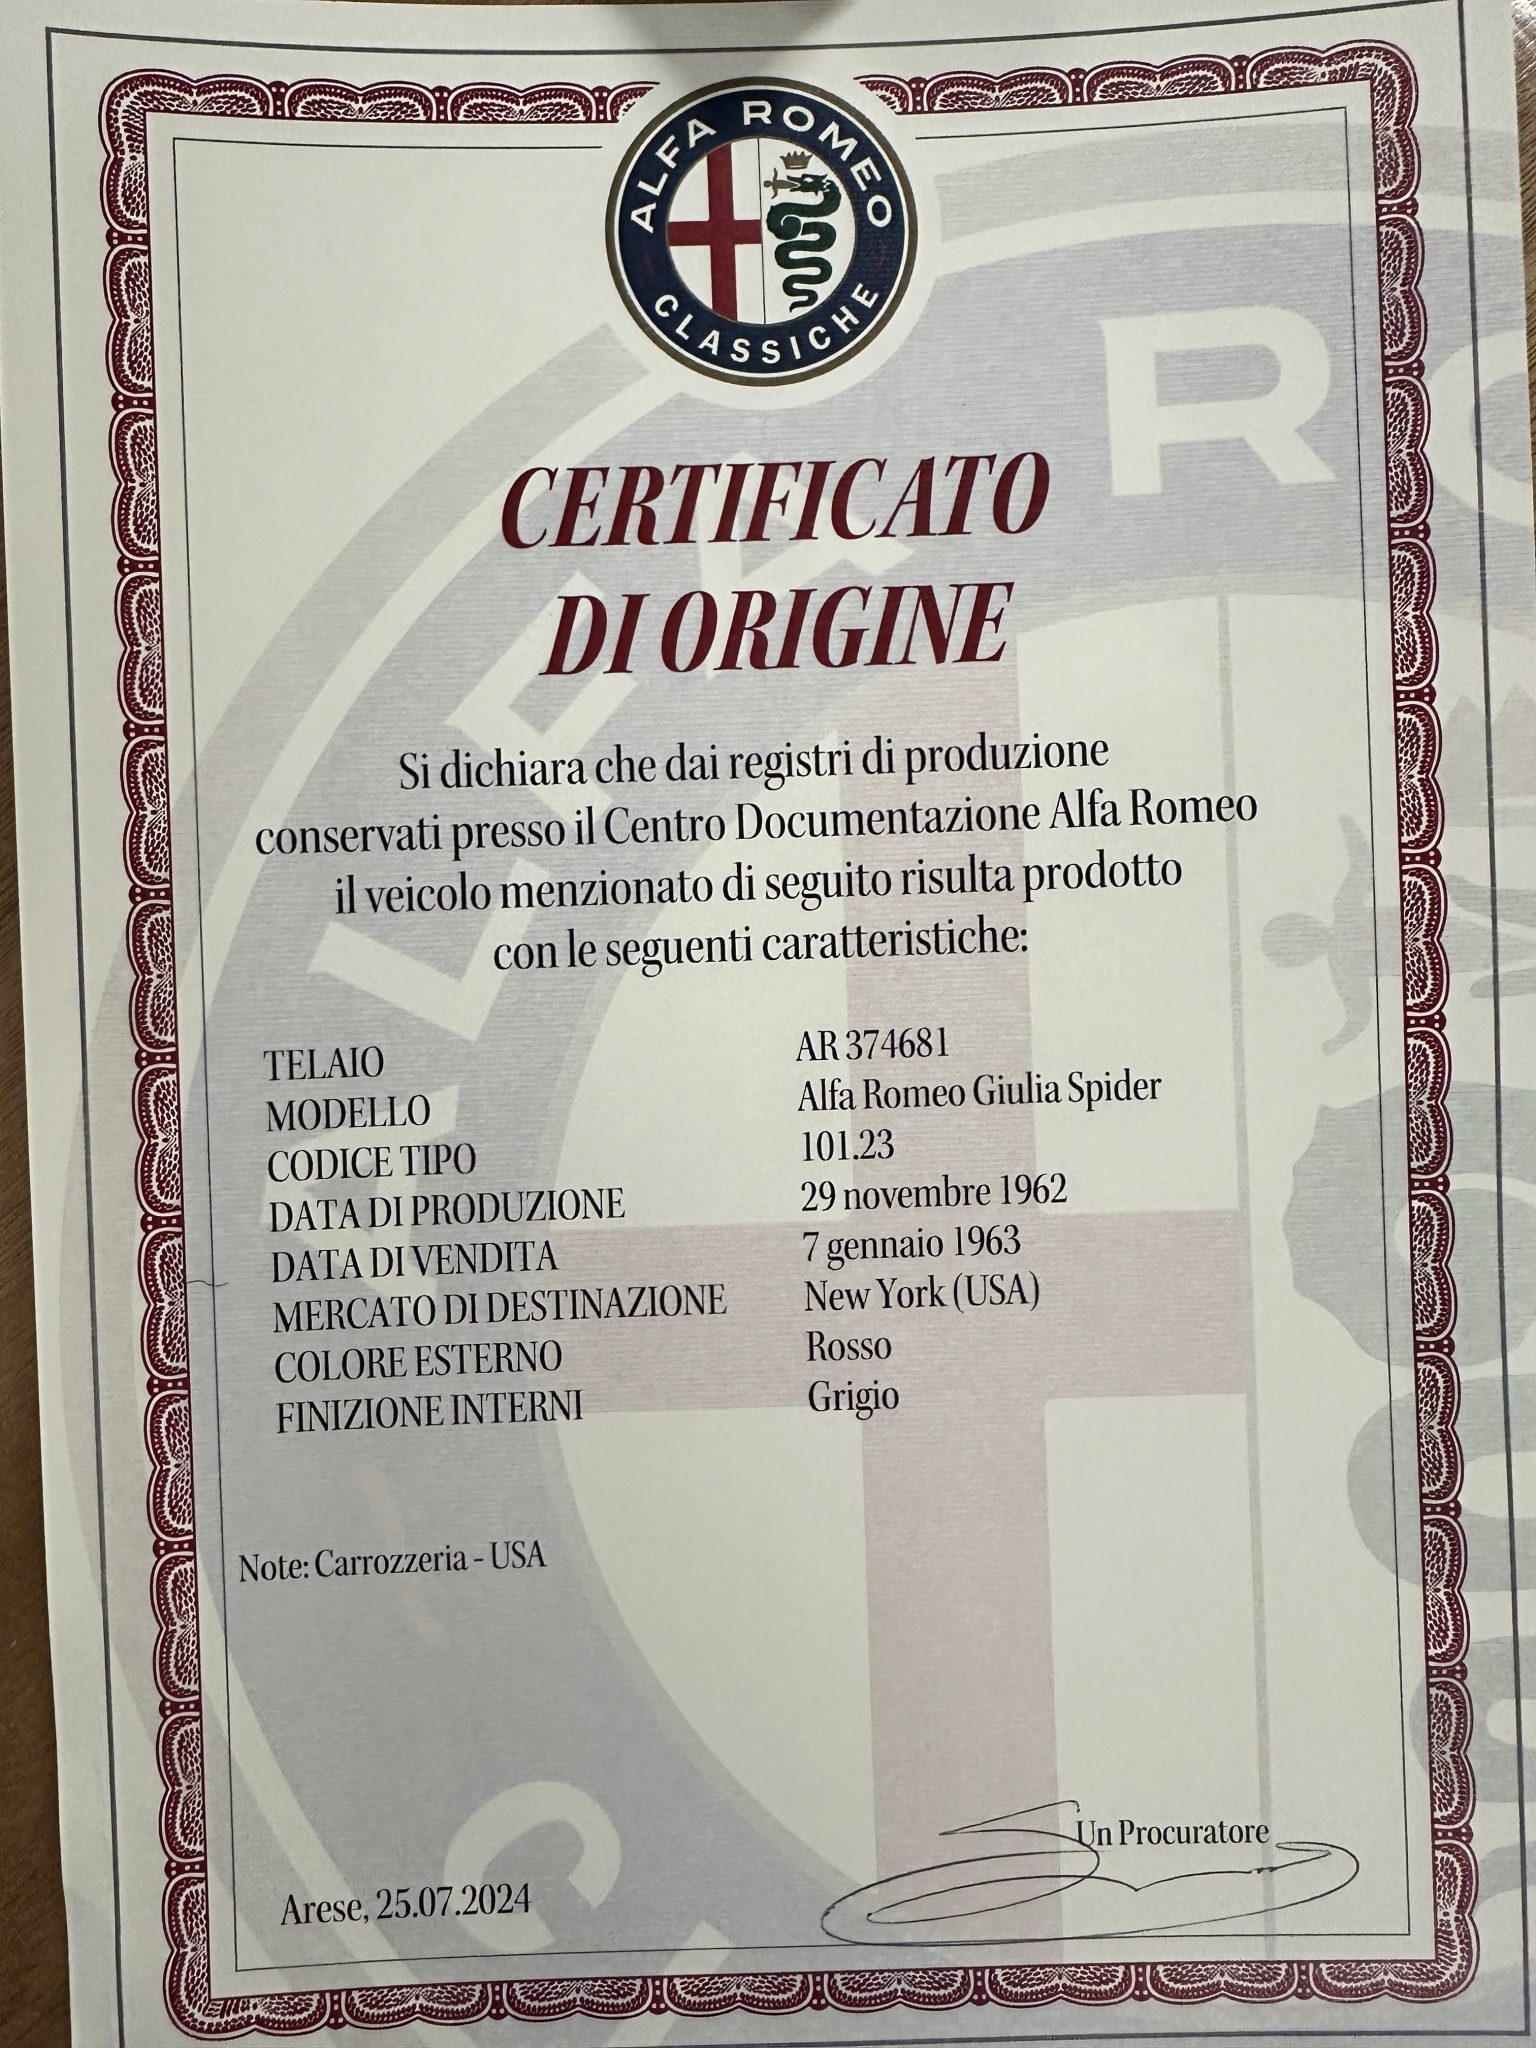 ALFA ROMEO
CLASSICHE
CERTIFICATO
DI ORIGINE
Si dichiara che dai registri di produzione
conservati presso il Centro Documentazione Alfa Romeo
il veicolo menzionato di seguito risulta prodotto
con le seguenti caratteristiche:
TELAIO AR 374681
MODELLO Alfa Romeo Giulia Spider
CODICE TIPO 101.23
DATA DI PRODUZIONE 29 novembre 1962
DATA DI VENDITA 7 gennaio 1963
MERCATO DI DESTINAZIONE New York (USA)
COLORE ESTERNO Rosso
FINIZIONE INTERNI Grigio
Note: Carrozzeria - USA
Un Procuratore
Arese, 25.07.2024